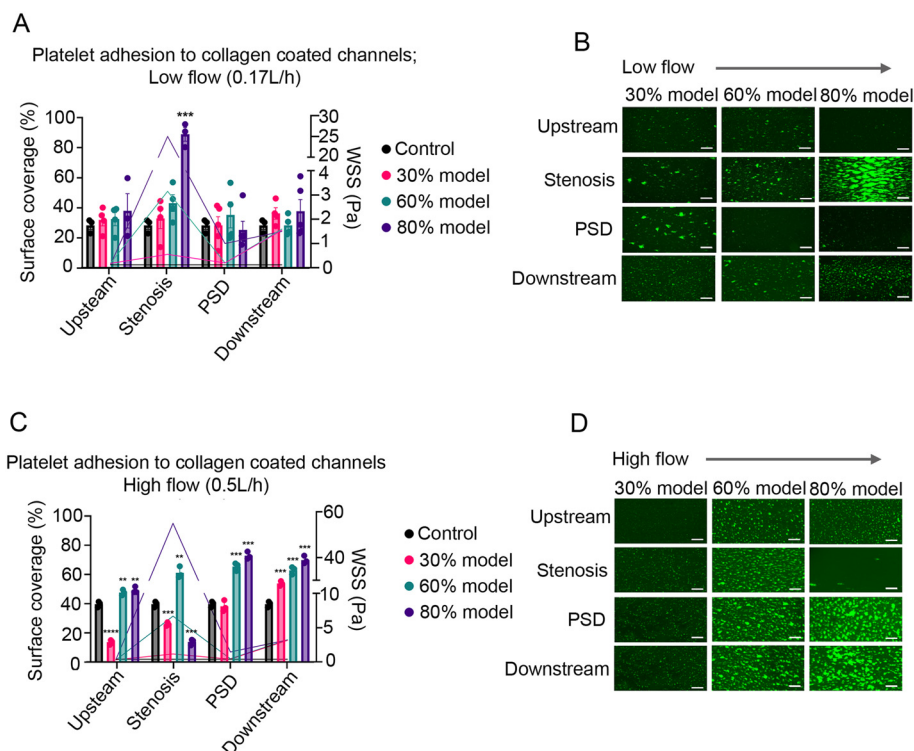 A
Platelet adhesion to collagen coated channels;
Low flow (0.17L/h)
Surface coverage (%)
100
80
60
40
20
0
30
25
20
4
3
2
1
0
WSS (Pa)
***
Upsteam
Stenosis
PSD
Downstream
Control
30% model
60% model
80% model
B
Low flow
30% model 60% model 80% model
Upstream
Stenosis
PSD
Downstream
C
Platelet adhesion to collagen coated channels
High flow (0.5L/h)
Surface coverage (%)
100
80
60
40
20
0
60
40
10
5
0
WSS (Pa)
**** ** **
*** ** ***
*** ***
*** *** ***
Upsteam
Stenosis
PSD
Downstream
Control
30% model
60% model
80% model
D
High flow
30% model 60% model 80% model
Upstream
Stenosis
PSD
Downstream